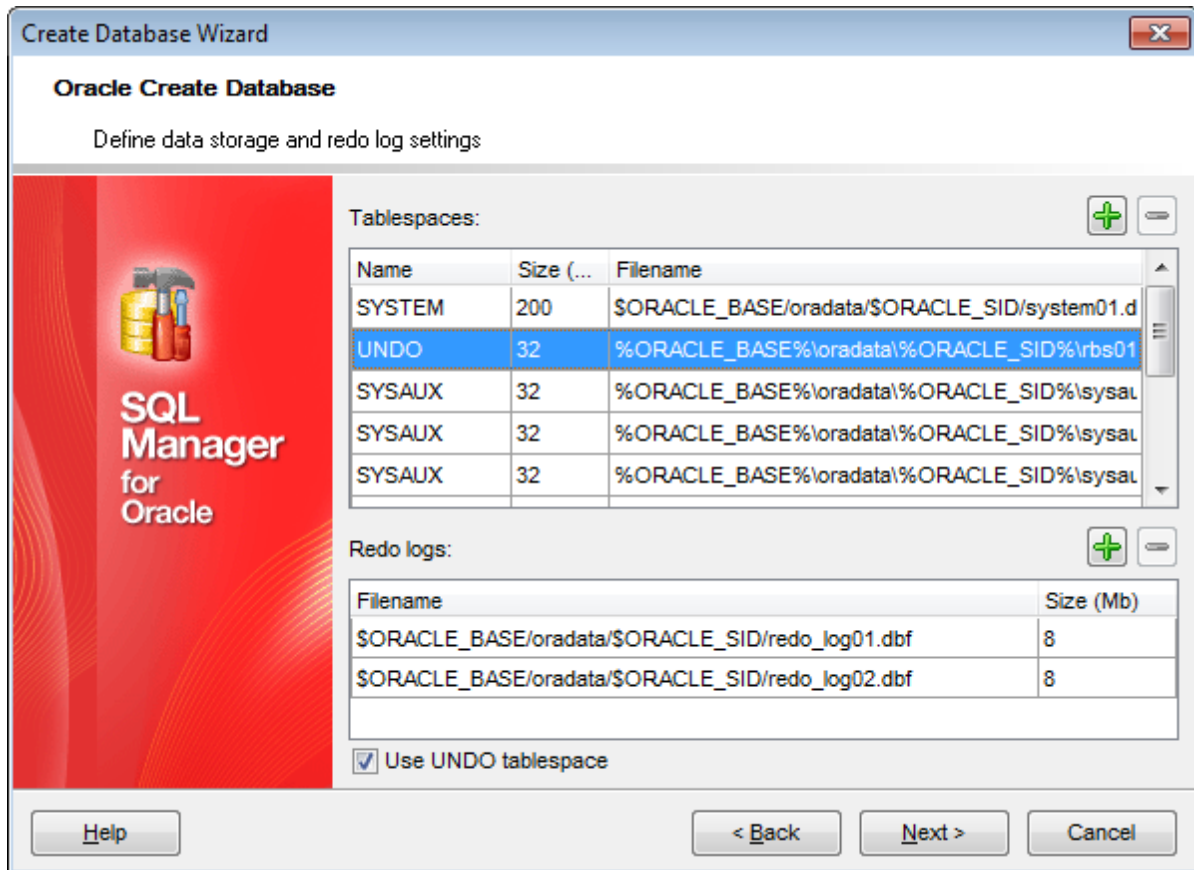 Create Database Wizard
Oracle Create Database
Define data storage and redo log settings
SQL
Manager
for
Oracle
Tablespaces:
Name Size (... Filename
SYSTEM 200 $ORACLE_BASE/oradata/$ORACLE_SID/system01.d
UNDO 32 %ORACLE_BASE%\oradata\%ORACLE_SID%\rbs01
SYSAUX 32 %ORACLE_BASE%\oradata\%ORACLE_SID%\sysau
SYSAUX 32 %ORACLE_BASE%\oradata\%ORACLE_SID%\sysau
SYSAUX 32 %ORACLE_BASE%\oradata\%ORACLE_SID%\sysau
Redo logs:
Filename Size (Mb)
$ORACLE_BASE/oradata/$ORACLE_SID/redo_log01.dbf 8
$ORACLE_BASE/oradata/$ORACLE_SID/redo_log02.dbf 8
Use UNDO tablespace
Help < Back Next > Cancel